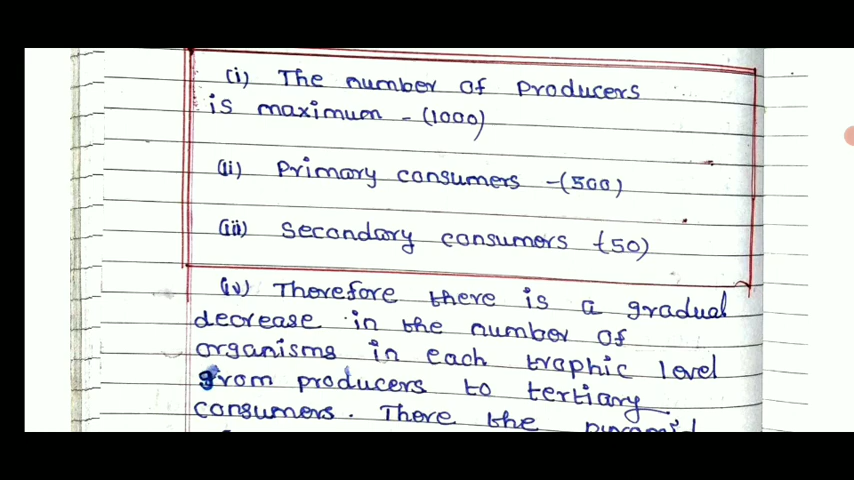 (i) The number of producers
is maximum - (1000)
(ii) Primary consumers - (500)
(iii) Secondary consumers - (50)
(iv) Therefore there is a gradual
decrease in the number of
organisms in each trophic level
from producers to tertiary
consumers. There the